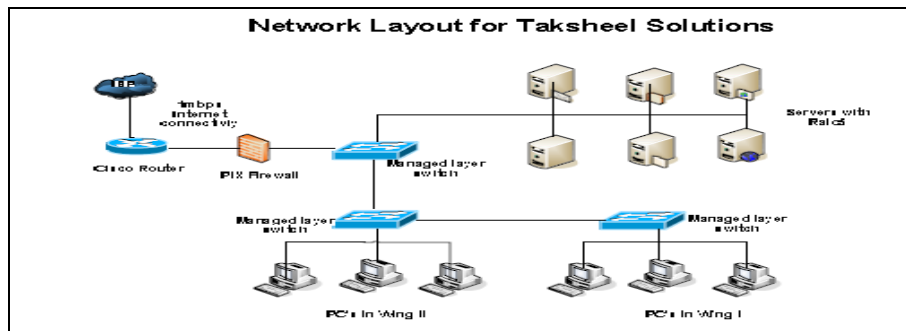 Network Layout for Taksheel Solutions
ISP
1mbps
Internet
connectivity
Cisco Router
PIX Firewall
Managed layer
switch
Servers with
Raid5
Managed layer
switch
Managed layer
switch
PC's in Wing II
PC's in Wing I